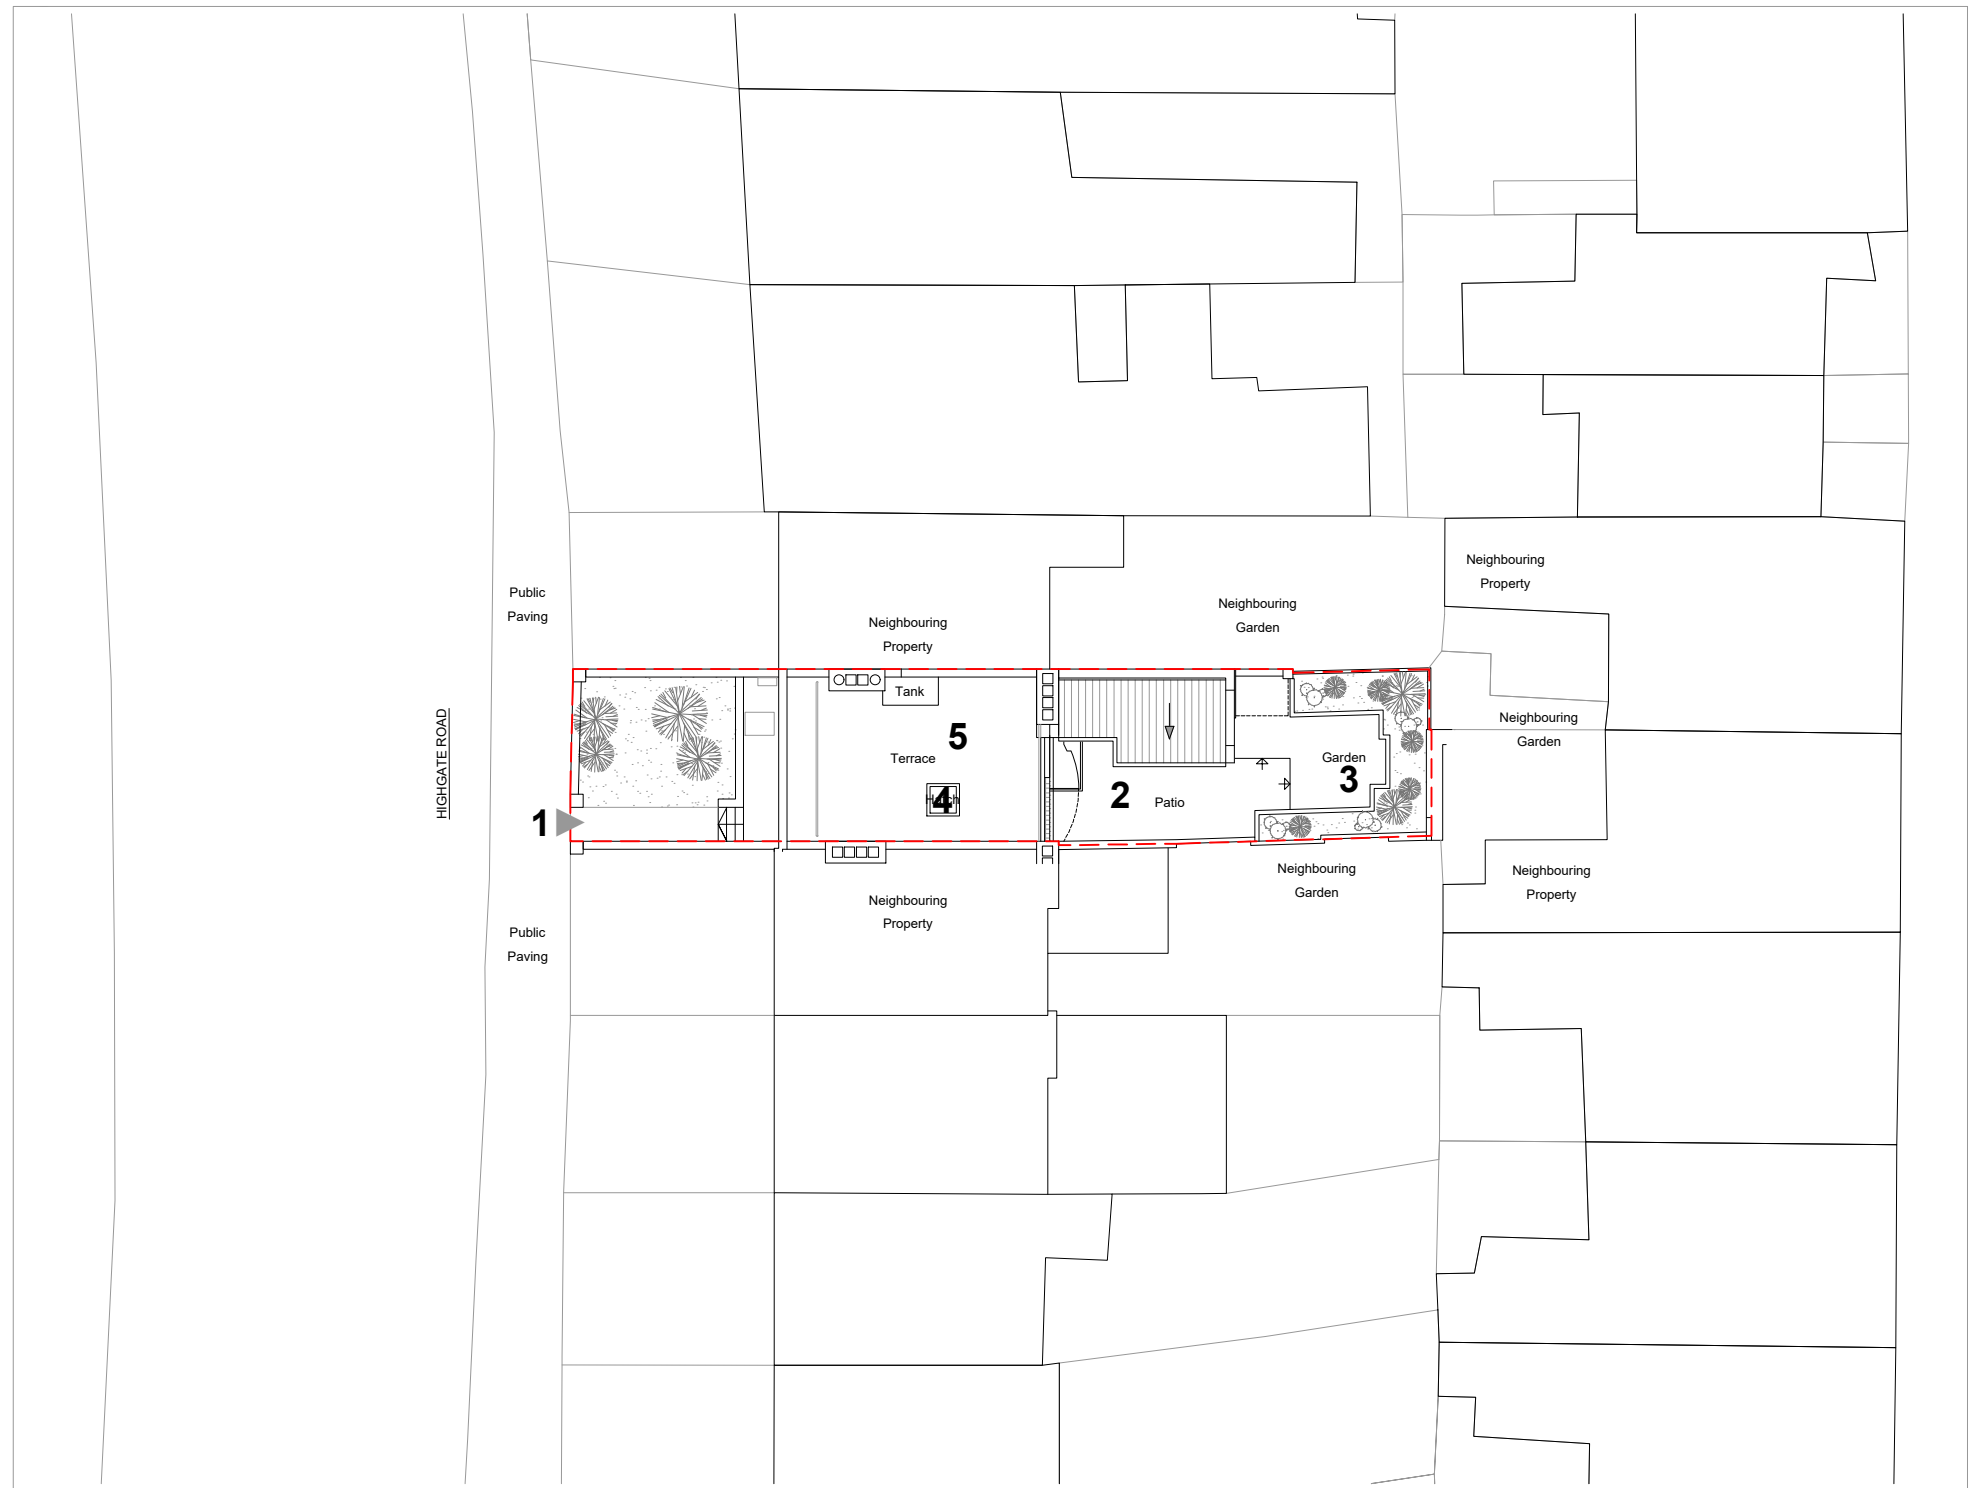 Neighbouring
Property
Public
Paving
Neighbouring
Garden
Neighbouring
Property
Tank
HIGHGATE ROAD
Neighbouring
Garden
5
Terrace
Garden
3
4
Hatch
2
Patio
1
Neighbouring
Garden
Neighbouring
Property
Neighbouring
Property
Public
Paving